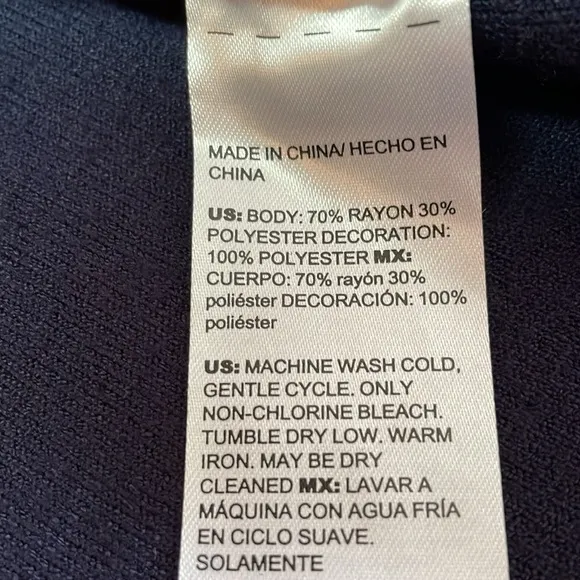 MADE IN CHINA/ HECHO EN
CHINA
US: BODY: 70% RAYON 30%
POLYESTER DECORATION:
100% POLYESTER MX:
CUERPO: 70% rayón 30%
poliéster DECORACIÓN: 100%
poliéster
US: MACHINE WASH COLD,
GENTLE CYCLE. ONLY
NON-CHLORINE BLEACH.
TUMBLE DRY LOW. WARM
IRON. MAY BE DRY
CLEANED MX: LAVAR A
MÁQUINA CON AGUA FRÍA
EN CICLO SUAVE.
SOLAMENTE